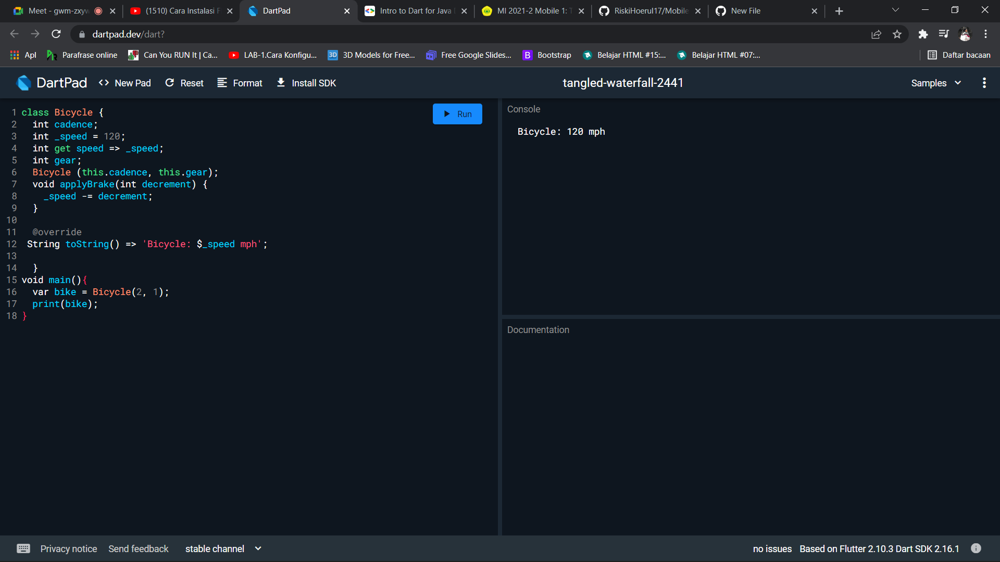 Meet - gwm-zxyw
(1510) Cara Instalasi F
DartPad
Intro to Dart for Java D
MI 2021-2 Mobile 1: T
RiskiHoerul17/Mobile
New File
dartpad.dev/dart?
Apl
Parafrase online
Can You RUN It | Ca...
LAB-1.Cara Konfigu...
3D Models for Free...
Free Google Slides...
Bootstrap
Belajar HTML #15:...
Belajar HTML #07:...
Daftar bacaan
DartPad
New Pad
Reset
Format
Install SDK
tangled-waterfall-2441
Samples
Run
1 class Bicycle {
2 int cadence;
3 int _speed = 120;
4 int get speed => _speed;
5 int gear;
6 Bicycle (this.cadence, this.gear);
7 void applyBrake(int decrement) {
8 _speed -= decrement;
9 }
10
11 @override
12 String toString() => 'Bicycle: $_speed mph';
13
14 }
15 void main(){
16 var bike = Bicycle(2, 1);
17 print(bike);
18 }
Console
Bicycle: 120 mph
Documentation
Privacy notice
Send feedback
stable channel
no issues
Based on Flutter 2.10.3 Dart SDK 2.16.1